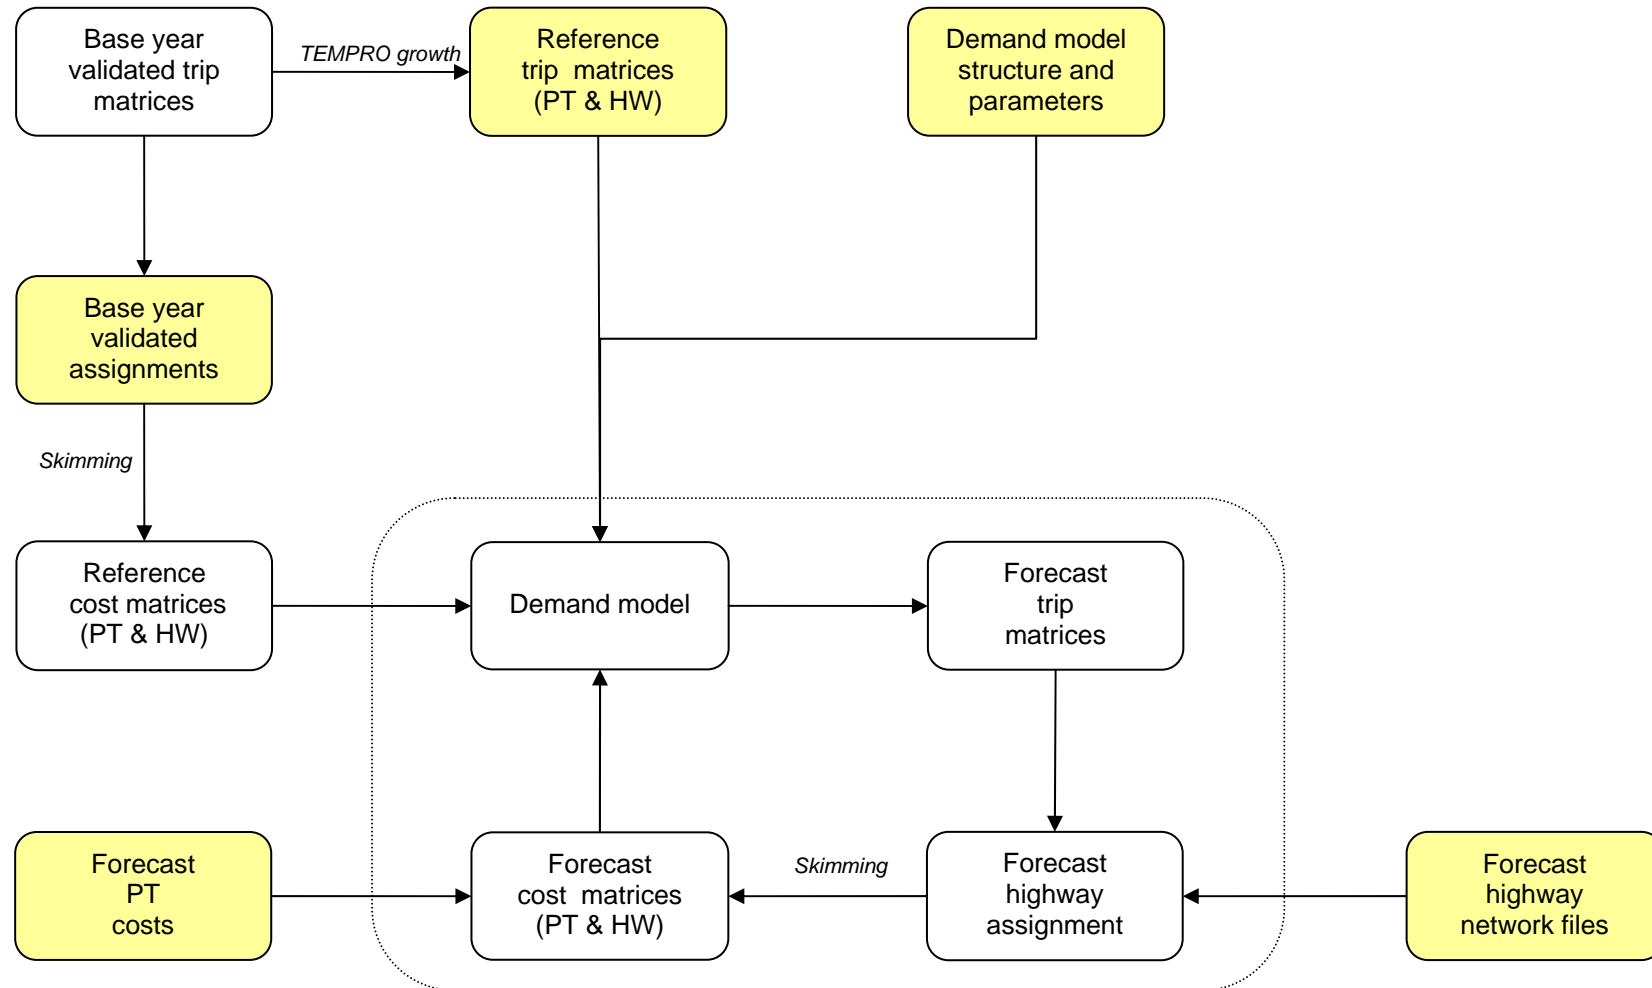 Base year
validated trip
matrices
TEMPRO growth
Reference
trip matrices
(PT & HW)
Demand model
structure and
parameters
Base year
validated
assignments
Skimming
Reference
cost matrices
(PT & HW)
Demand model
Forecast
trip
matrices
Forecast
PT
costs
Forecast
cost matrices
(PT & HW)
Skimming
Forecast
highway
assignment
Forecast
highway
network files